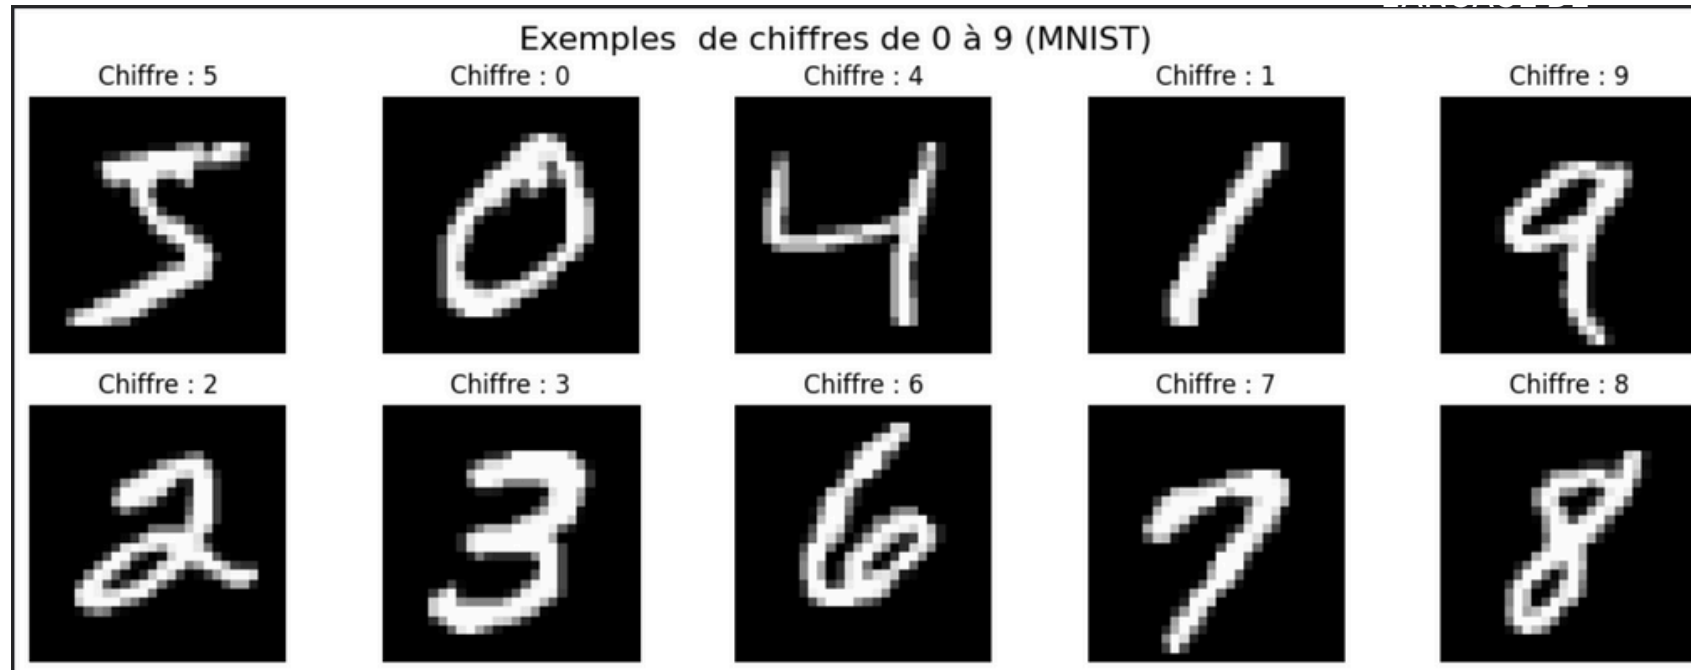 Exemples  de chiffres de 0 à 9 (MNIST)
Chiffre : 5 Chiffre : 0 Chiffre : 4 Chiffre : 1 Chiffre : 9
5 0 4 1 9
Chiffre : 2 Chiffre : 3 Chiffre : 6 Chiffre : 7 Chiffre : 8
2 3 6 7 8